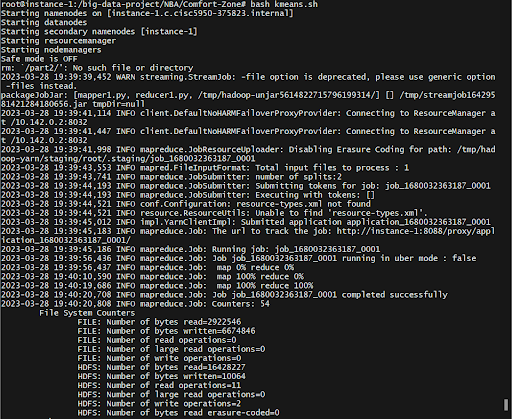 root@instance-1:/big-data-project/NBA/Comfort-Zone# bash kmeans.sh
Starting namenodes on [instance-1.c.cisc5950-375823.internal]
Starting datanodes
Starting secondary namenodes [instance-1]
Starting resourcemanager
Starting nodemanagers
Safe mode is OFF
rm: `/part2/': No such file or directory
2023-03-28 19:39:39,452 WARN streaming.StreamJob: -file option is deprecated, please use generic option
-files instead.
packageJobJar: [mapper1.py, reducer1.py, /tmp/hadoop-unjar5614822715796199314/] [] /tmp/streamjob164295
81421284180656.jar tmpDir=null
2023-03-28 19:39:41,114 INFO client.DefaultNoHARMFailoverProxyProvider: Connecting to ResourceManager a
t /10.142.0.2:8032
2023-03-28 19:39:41,447 INFO client.DefaultNoHARMFailoverProxyProvider: Connecting to ResourceManager a
t /10.142.0.2:8032
2023-03-28 19:39:41,998 INFO mapreduce.JobResourceUploader: Disabling Erasure Coding for path: /tmp/had
oop-yarn/staging/root/.staging/job_1680032363187_0001
2023-03-28 19:39:43,553 INFO mapred.FileInputFormat: Total input files to process : 1
2023-03-28 19:39:43,741 INFO mapreduce.JobSubmitter: number of splits:2
2023-03-28 19:39:44,193 INFO mapreduce.JobSubmitter: Submitting tokens for job: job_1680032363187_0001
2023-03-28 19:39:44,193 INFO mapreduce.JobSubmitter: Executing with tokens: []
2023-03-28 19:39:44,521 INFO conf.Configuration: resource-types.xml not found
2023-03-28 19:39:44,521 INFO resource.ResourceUtils: Unable to find 'resource-types.xml'.
2023-03-28 19:39:45,012 INFO impl.YarnClientImpl: Submitted application application_1680032363187_0001
2023-03-28 19:39:45,183 INFO mapreduce.Job: The url to track the job: http://instance-1:8088/proxy/appl
ication_1680032363187_0001/
2023-03-28 19:39:45,186 INFO mapreduce.Job: Running job: job_1680032363187_0001
2023-03-28 19:39:56,436 INFO mapreduce.Job: Job job_1680032363187_0001 running in uber mode : false
2023-03-28 19:39:56,437 INFO mapreduce.Job:  map 0% reduce 0%
2023-03-28 19:40:10,590 INFO mapreduce.Job:  map 100% reduce 0%
2023-03-28 19:40:19,686 INFO mapreduce.Job:  map 100% reduce 100%
2023-03-28 19:40:20,708 INFO mapreduce.Job: Job job_1680032363187_0001 completed successfully
2023-03-28 19:40:20,808 INFO mapreduce.Job: Counters: 54
File System Counters
FILE: Number of bytes read=2922546
FILE: Number of bytes written=6674846
FILE: Number of read operations=0
FILE: Number of large read operations=0
FILE: Number of write operations=0
HDFS: Number of bytes read=16428227
HDFS: Number of bytes written=10064
HDFS: Number of read operations=11
HDFS: Number of large read operations=0
HDFS: Number of write operations=2
HDFS: Number of bytes read erasure-coded=0